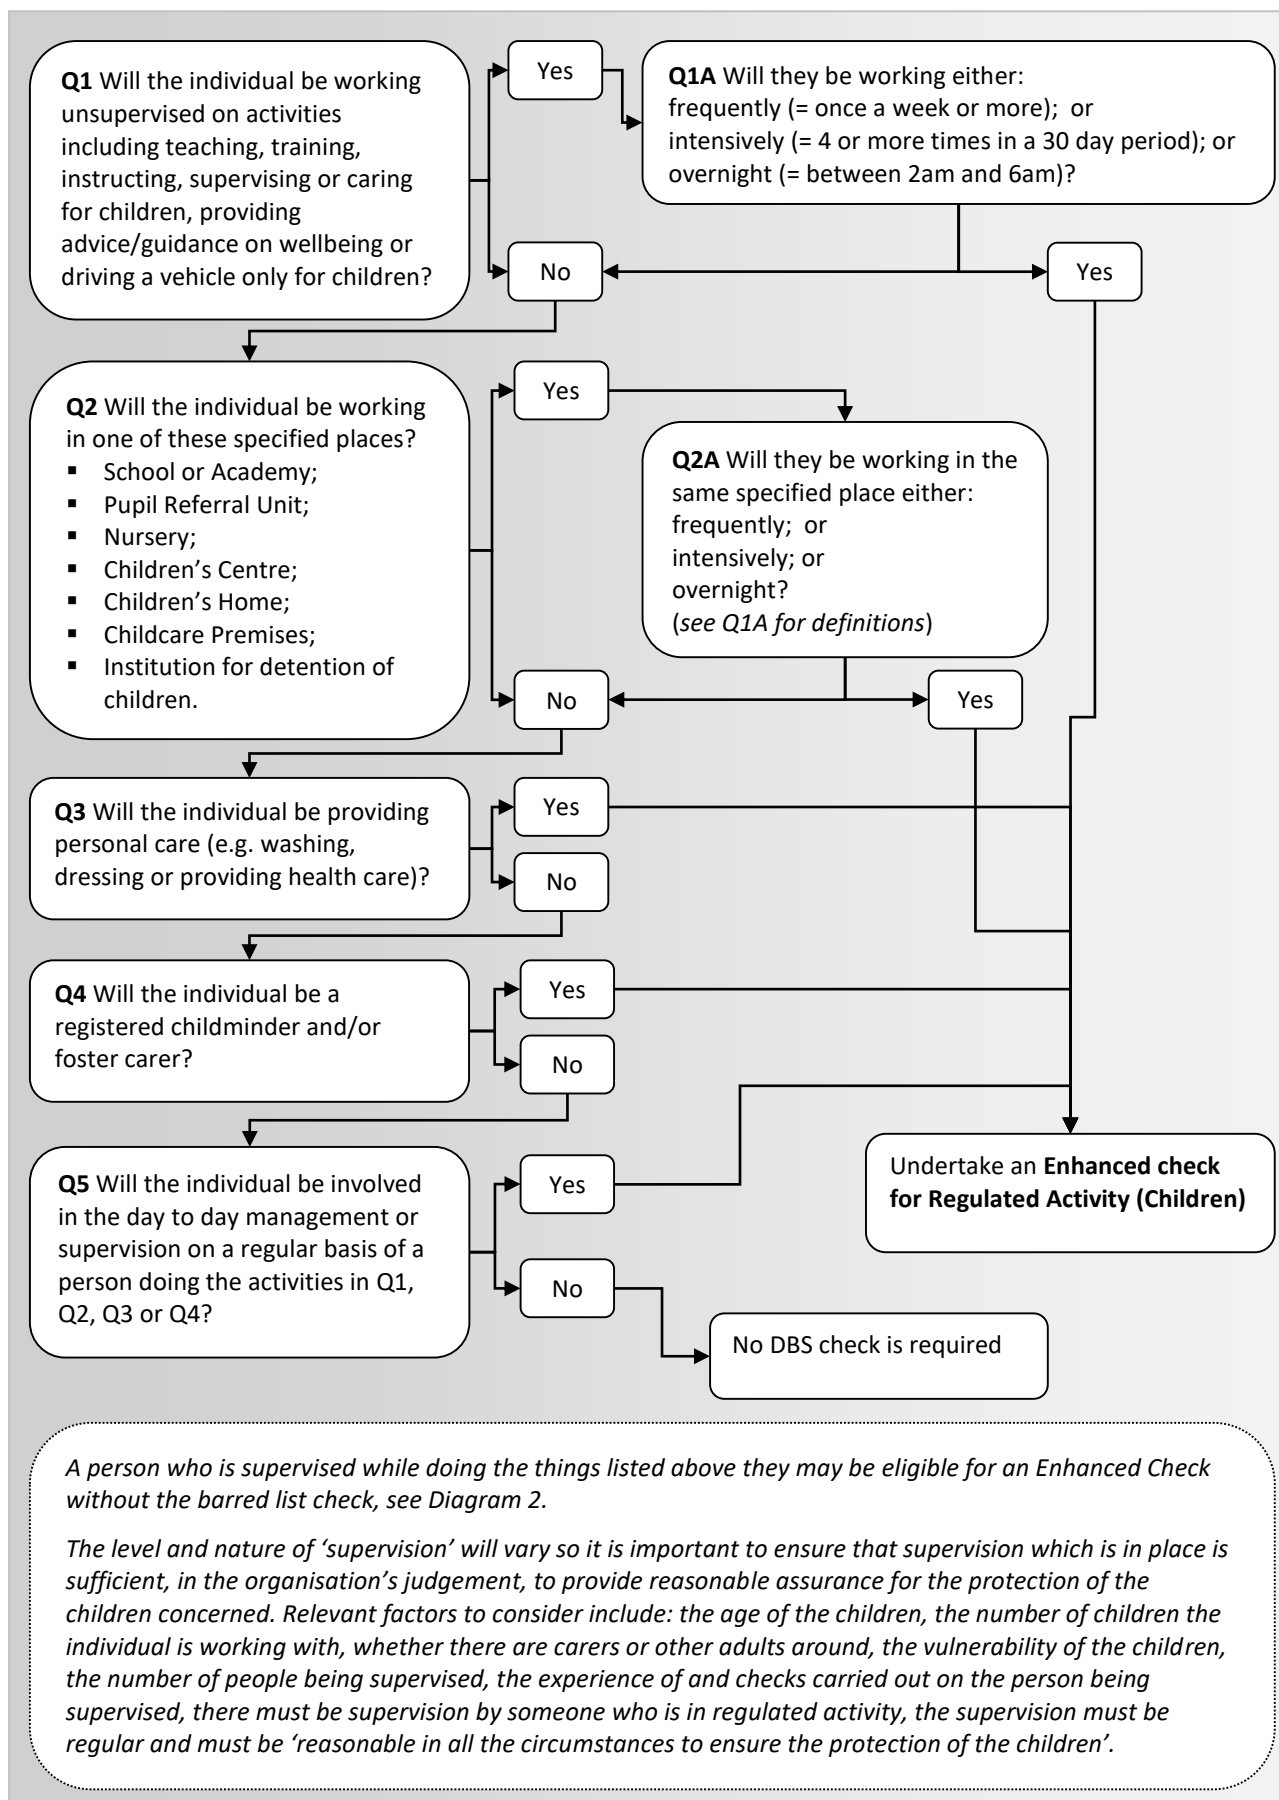 Q1 Will the individual be working
unsupervised on activities
including teaching, training,
instructing, supervising or caring
for children, providing
advice/guidance on wellbeing or
driving a vehicle only for children?
Yes
No
Q1A Will they be working either:
frequently (= once a week or more);  or
intensively (= 4 or more times in a 30 day period); or
overnight (= between 2am and 6am)?
Yes
Q2 Will the individual be working
in one of these specified places?
▪ School or Academy;
▪ Pupil Referral Unit;
▪ Nursery;
▪ Children’s Centre;
▪ Children’s Home;
▪ Childcare Premises;
▪ Institution for detention of
children.
Yes
No
Q2A Will they be working in the
same specified place either:
frequently;  or
intensively; or
overnight?
(see Q1A for definitions)
Yes
Q3 Will the individual be providing
personal care (e.g. washing,
dressing or providing health care)?
Yes
No
Q4 Will the individual be a
registered childminder and/or
foster carer?
Yes
No
Q5 Will the individual be involved
in the day to day management or
supervision on a regular basis of a
person doing the activities in Q1,
Q2, Q3 or Q4?
Yes
No
Undertake an Enhanced check
for Regulated Activity (Children)
No DBS check is required
A person who is supervised while doing the things listed above they may be eligible for an Enhanced Check
without the barred list check, see Diagram 2.
The level and nature of ‘supervision’ will vary so it is important to ensure that supervision which is in place is
sufficient, in the organisation’s judgement, to provide reasonable assurance for the protection of the
children concerned. Relevant factors to consider include: the age of the children, the number of children the
individual is working with, whether there are carers or other adults around, the vulnerability of the children,
the number of people being supervised, the experience of and checks carried out on the person being
supervised, there must be supervision by someone who is in regulated activity, the supervision must be
regular and must be ‘reasonable in all the circumstances to ensure the protection of the children’.